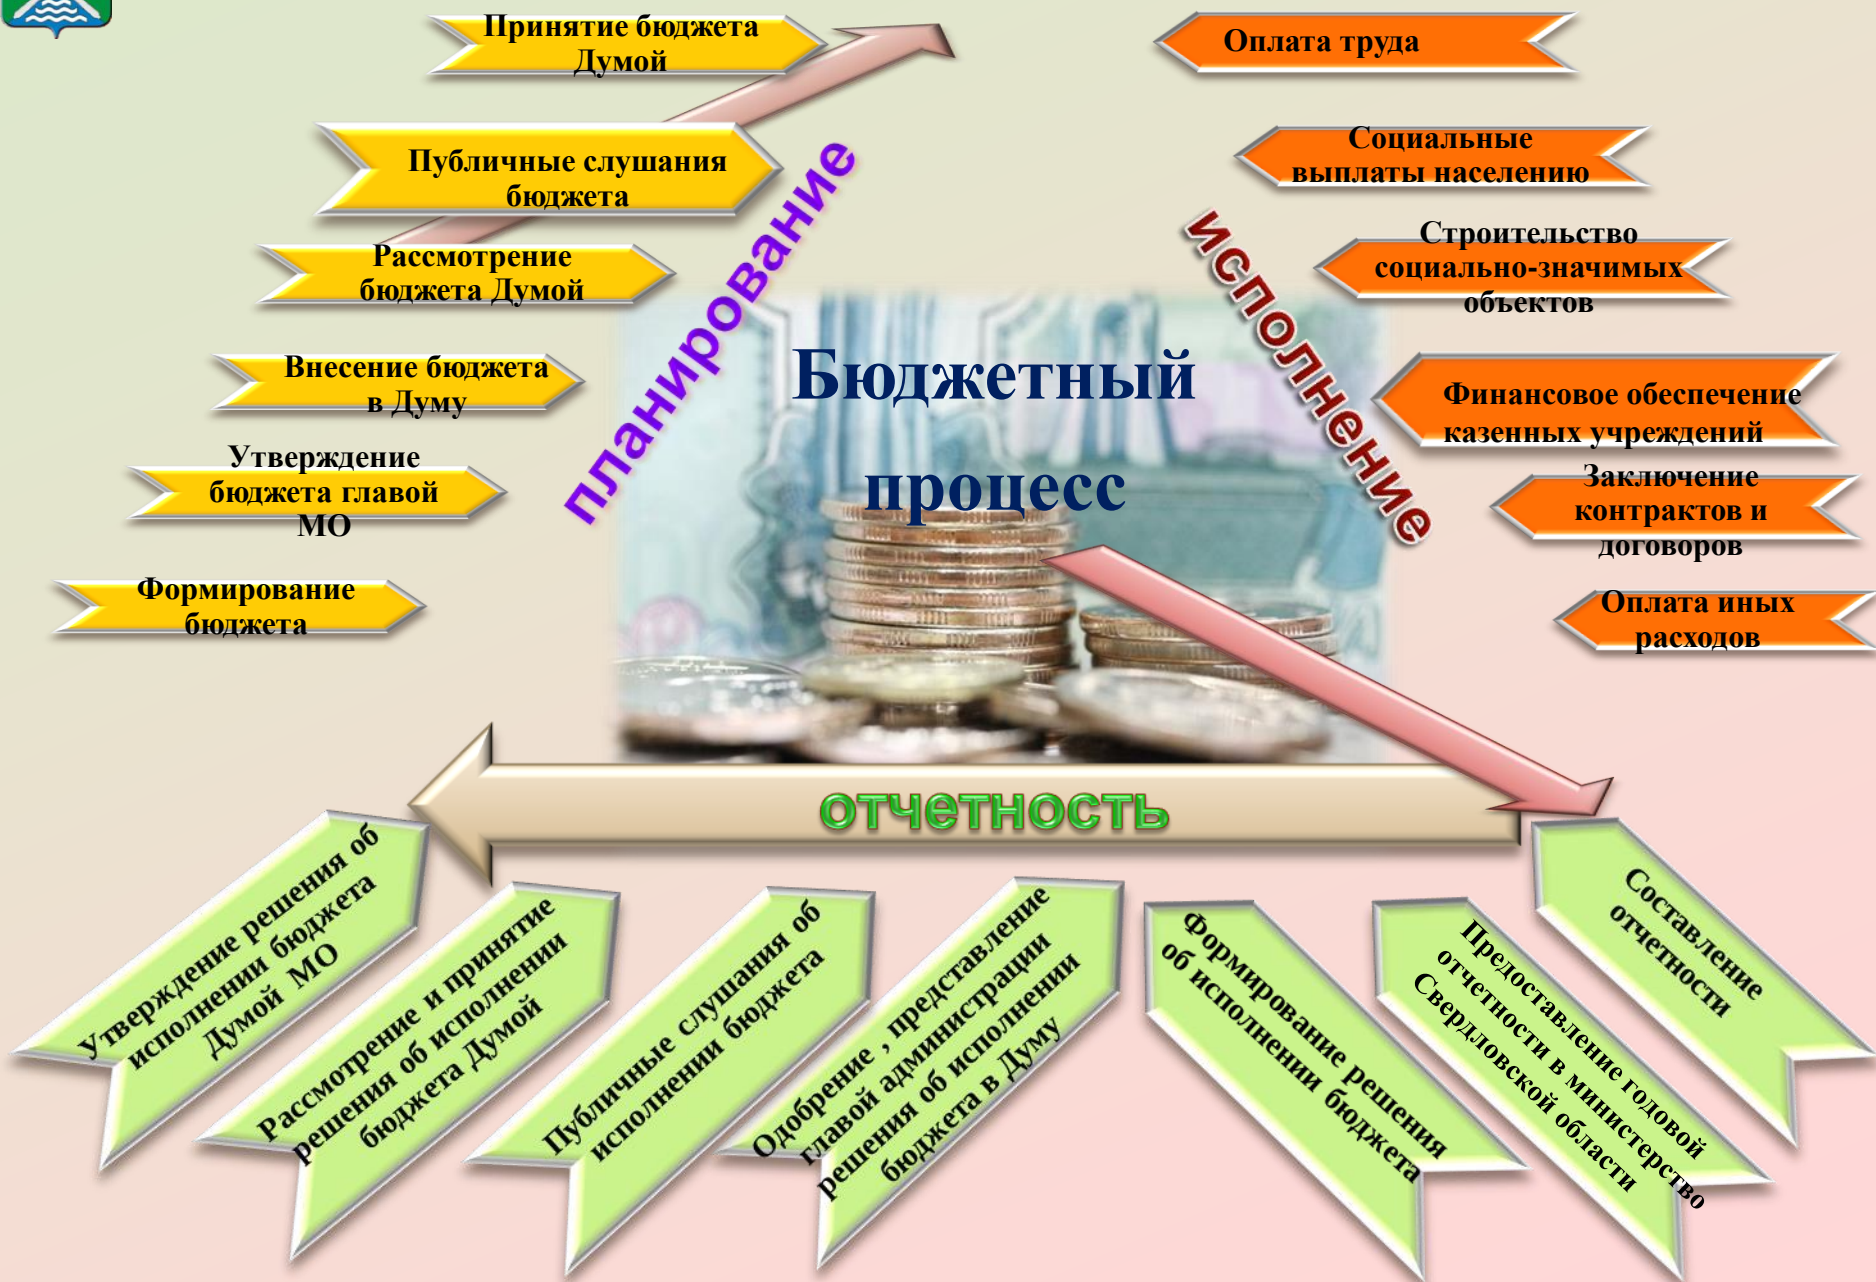 Принятие бюджета
Думой
Публичные слушания
бюджета
Рассмотрение
бюджета Думой
Внесение бюджета
в Думу
Утверждение
бюджета главой
МО
Формирование
бюджета
планирование
Бюджетный
процесс
исполнение
Оплата труда
Социальные
выплаты населению
Строительство
социально-значимых
объектов
Финансовое обеспечение
казенных учреждений
Заключение
контрактов и
договоров
Оплата иных
расходов
отчетность
Утверждение решения об
исполнении бюджета
Думой МО
Рассмотрение и принятие
решения об исполнении
бюджета Думой
Публичные слушания об
исполнении бюджета
Одобрение , представление
главой администрации
решения об исполнении
бюджета в Думу
Формирование решения
об исполнении бюджета
Предоставление годовой
отчетности в министерство
Свердловской области
Составление
отчетности